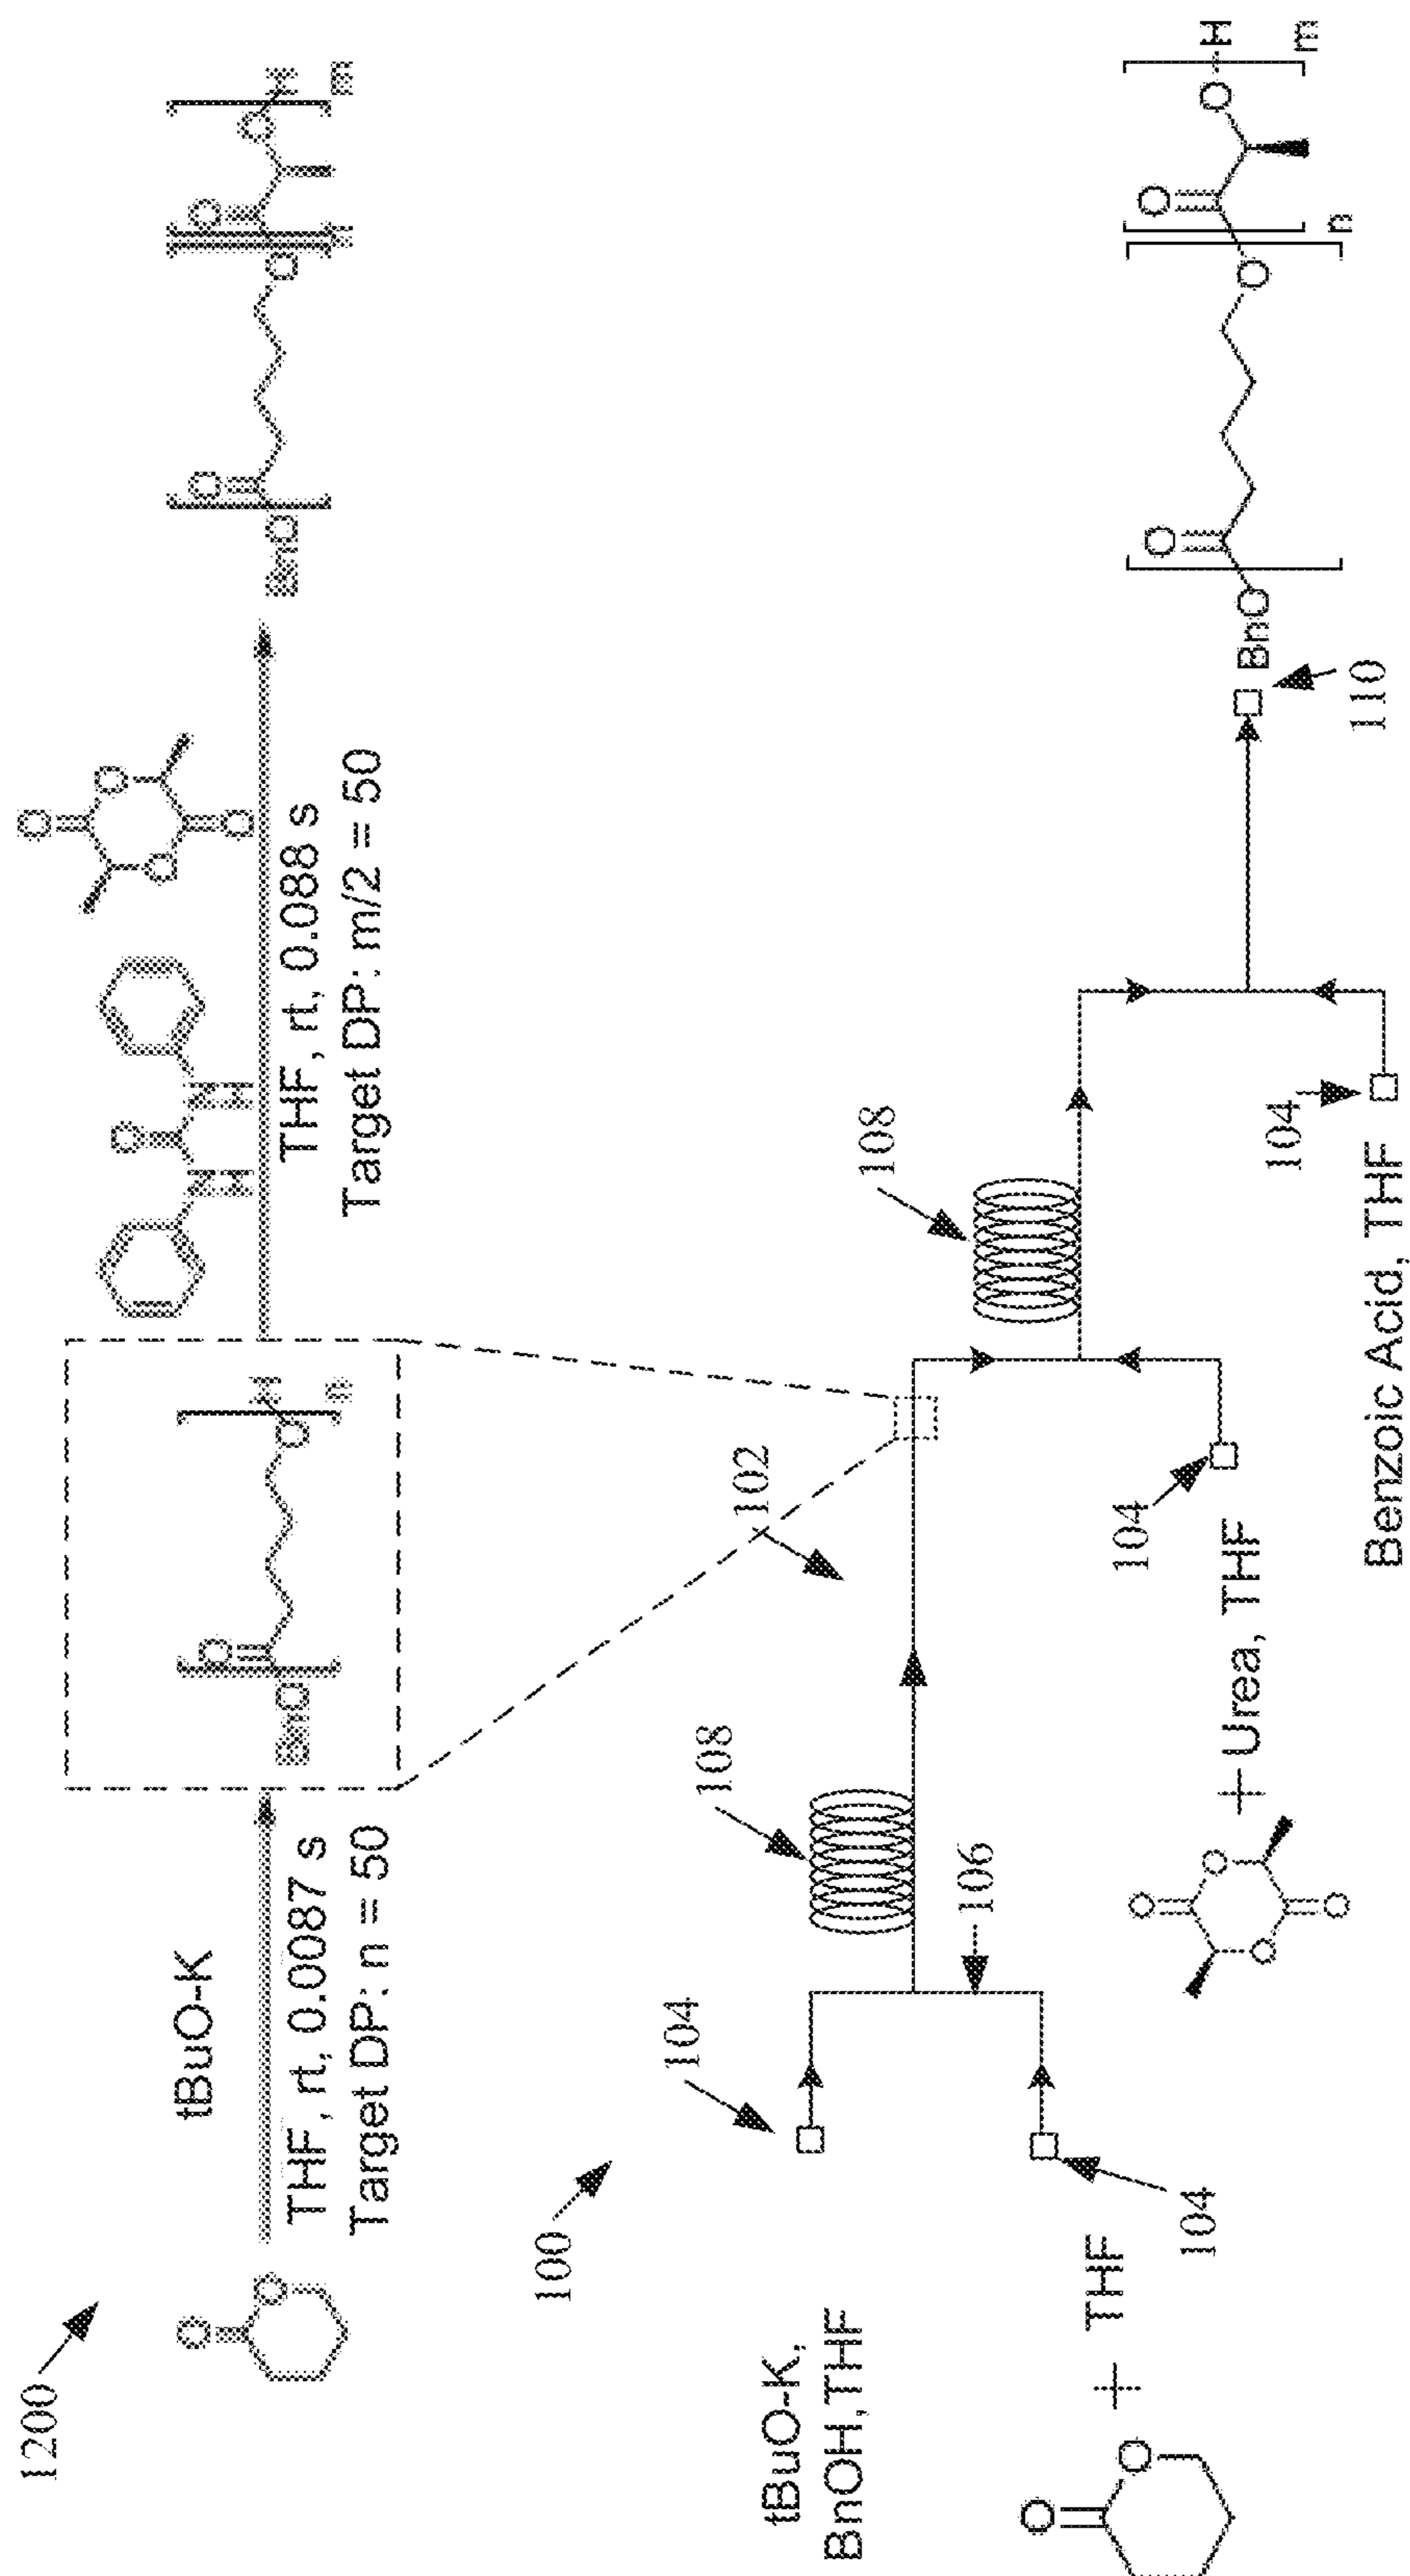 1200
tBuO-K
THF, rt, 0.0087 s
Target DP: n = 50
O
O
BnO
O
O
H
n
O
N
H
N
H
O
O
O
O
THF, rt, 0.088 s
Target DP: m/2 = 50
BnO
O
O
n
O
O
H
m
100
tBuO-K,
BnOH,THF
104
O
O
+ THF
104
106
108
102
O
O
O
O
+ Urea, THF
104
108
Benzoic Acid, THF
104
110
BnO
O
O
n
O
O
H
m